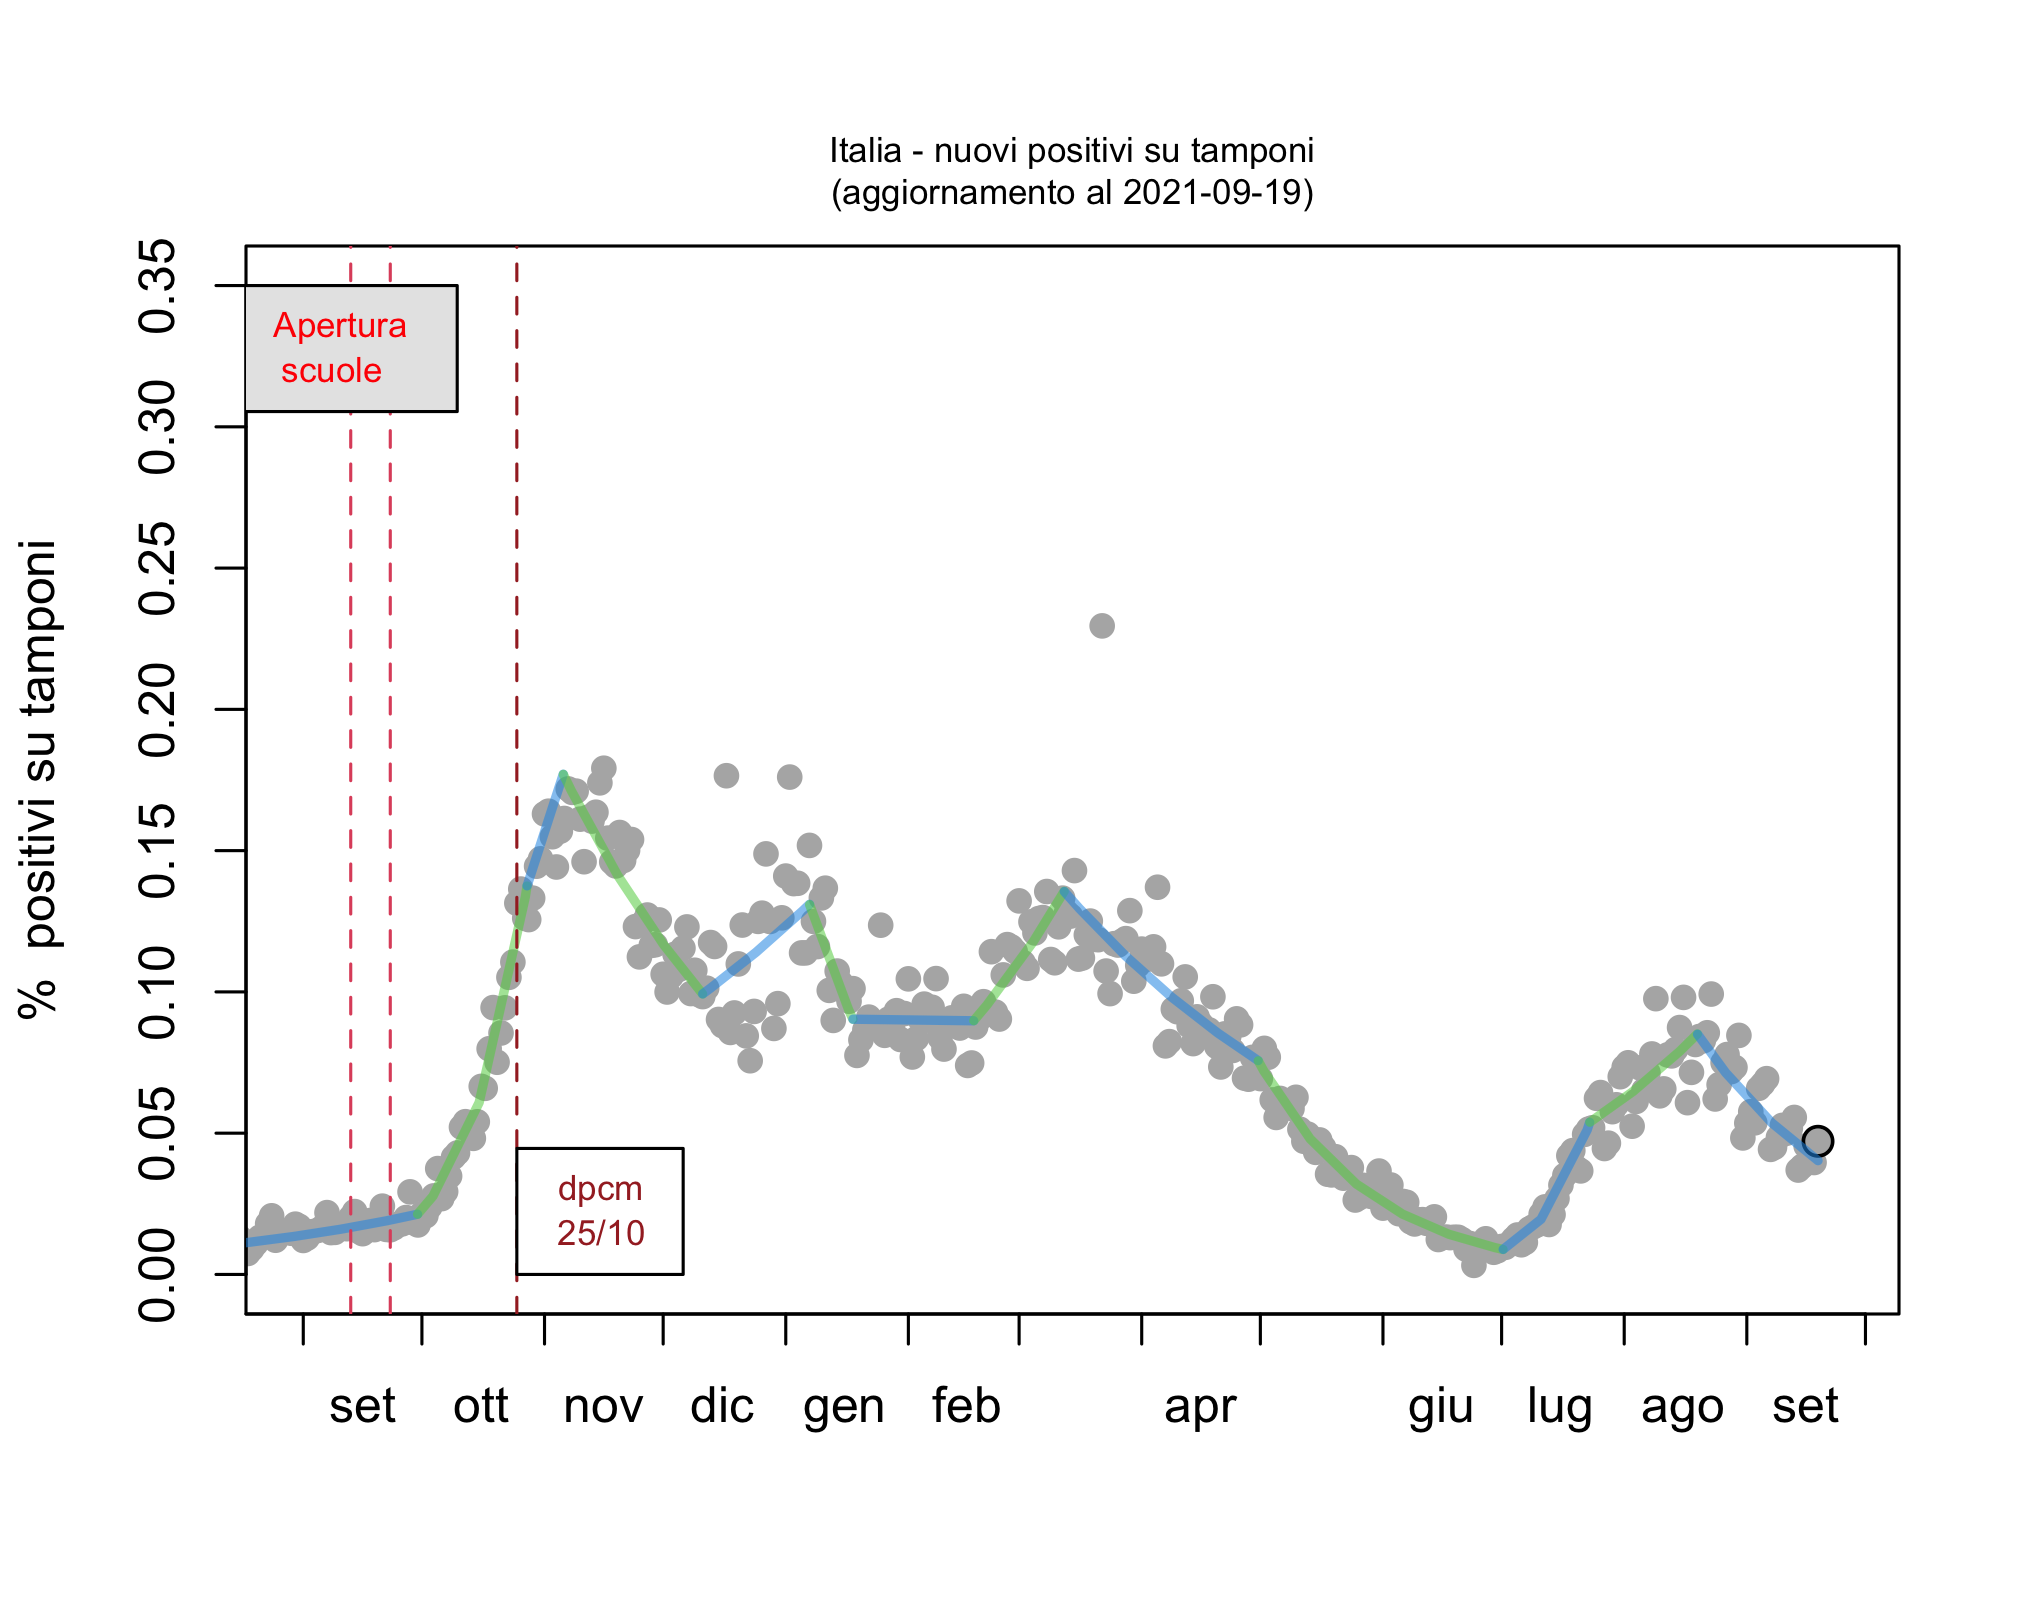 Italia - nuovi positivi su tamponi
(aggiornamento al 2021-09-19)
% positivi su tamponi
0.35
0.30
0.25
0.20
0.15
0.10
0.05
0.00
Apertura
scuole
dpcm
25/10
set ott nov dic gen feb apr giu lug ago set